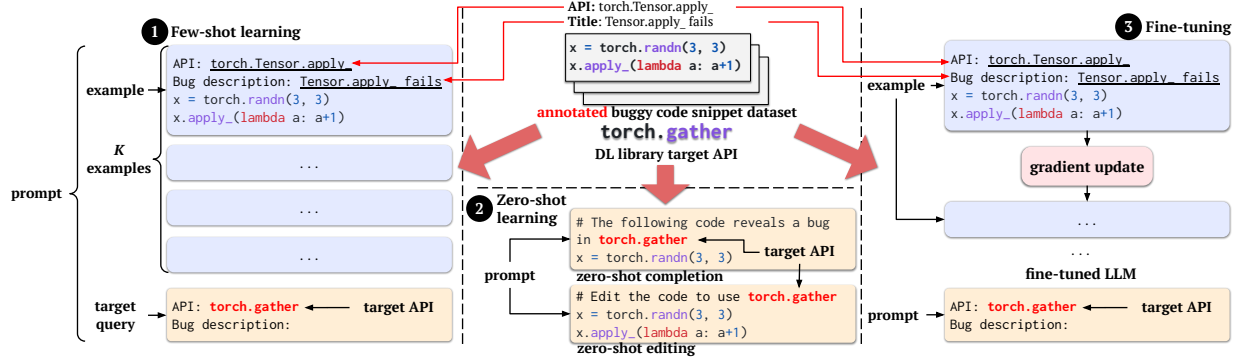 API: torch.Tensor.apply_
Title: Tensor.apply_ fails
x = torch.randn(3, 3)
x.apply_(lambda a: a+1)
annotated buggy code snippet dataset
torch.gather
DL library target API
1 Few-shot learning
API: torch.Tensor.apply_
Bug description: Tensor.apply_ fails
x = torch.randn(3, 3)
x.apply_(lambda a: a+1)
example
K
examples
...
...
...
prompt
target
query
API: torch.gather
target API
Bug description:
2 Zero-shot
learning
# The following code reveals a bug
in torch.gather
target API
x = torch.randn(3, 3)
zero-shot completion
prompt
# Edit the code to use torch.gather
x = torch.randn(3, 3)
x.apply_(lambda a: a+1)
zero-shot editing
3 Fine-tuning
API: torch.Tensor.apply_
Bug description: Tensor.apply_ fails
x = torch.randn(3, 3)
x.apply_(lambda a: a+1)
example
gradient update
...
...
fine-tuned LLM
prompt
API: torch.gather
target API
Bug description: